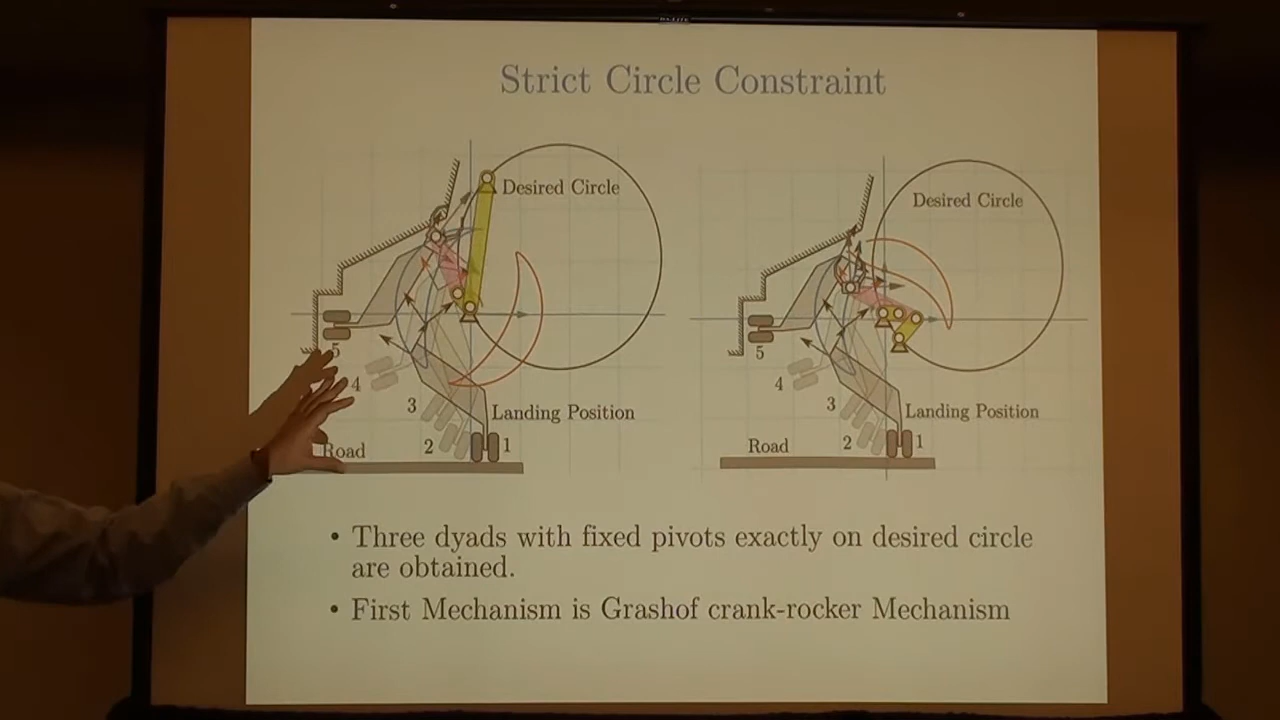 Strict Circle Constraint
Desired Circle
5
4
3
2
1
Landing Position
Road
Desired Circle
5
4
3
2
1
Landing Position
Road
• Three dyads with fixed pivots exactly on desired circle
are obtained.
• First Mechanism is Grashof crank-rocker Mechanism